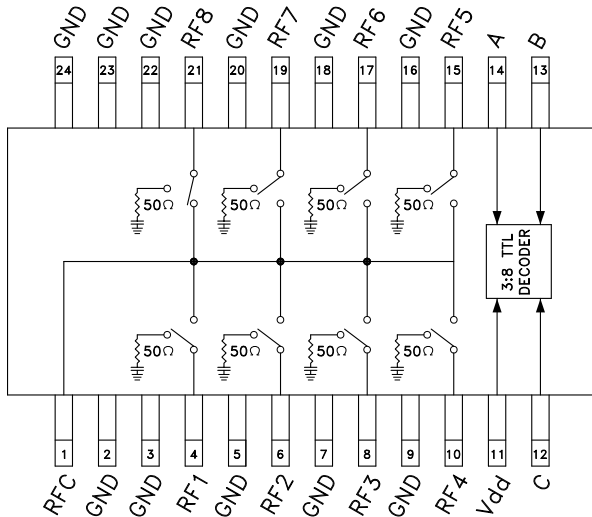 GND GND GND RF8 GND RF7 GND RF6 GND RF5 A B
24 23 22 21 20 19 18 17 16 15 14 13
50Ω 50Ω 50Ω 50Ω
3:8 TTL
DECODER
50Ω 50Ω 50Ω 50Ω
1 2 3 4 5 6 7 8 9 10 11 12
RFC GND GND RF1 GND RF2 GND RF3 GND RF4 Vdd C